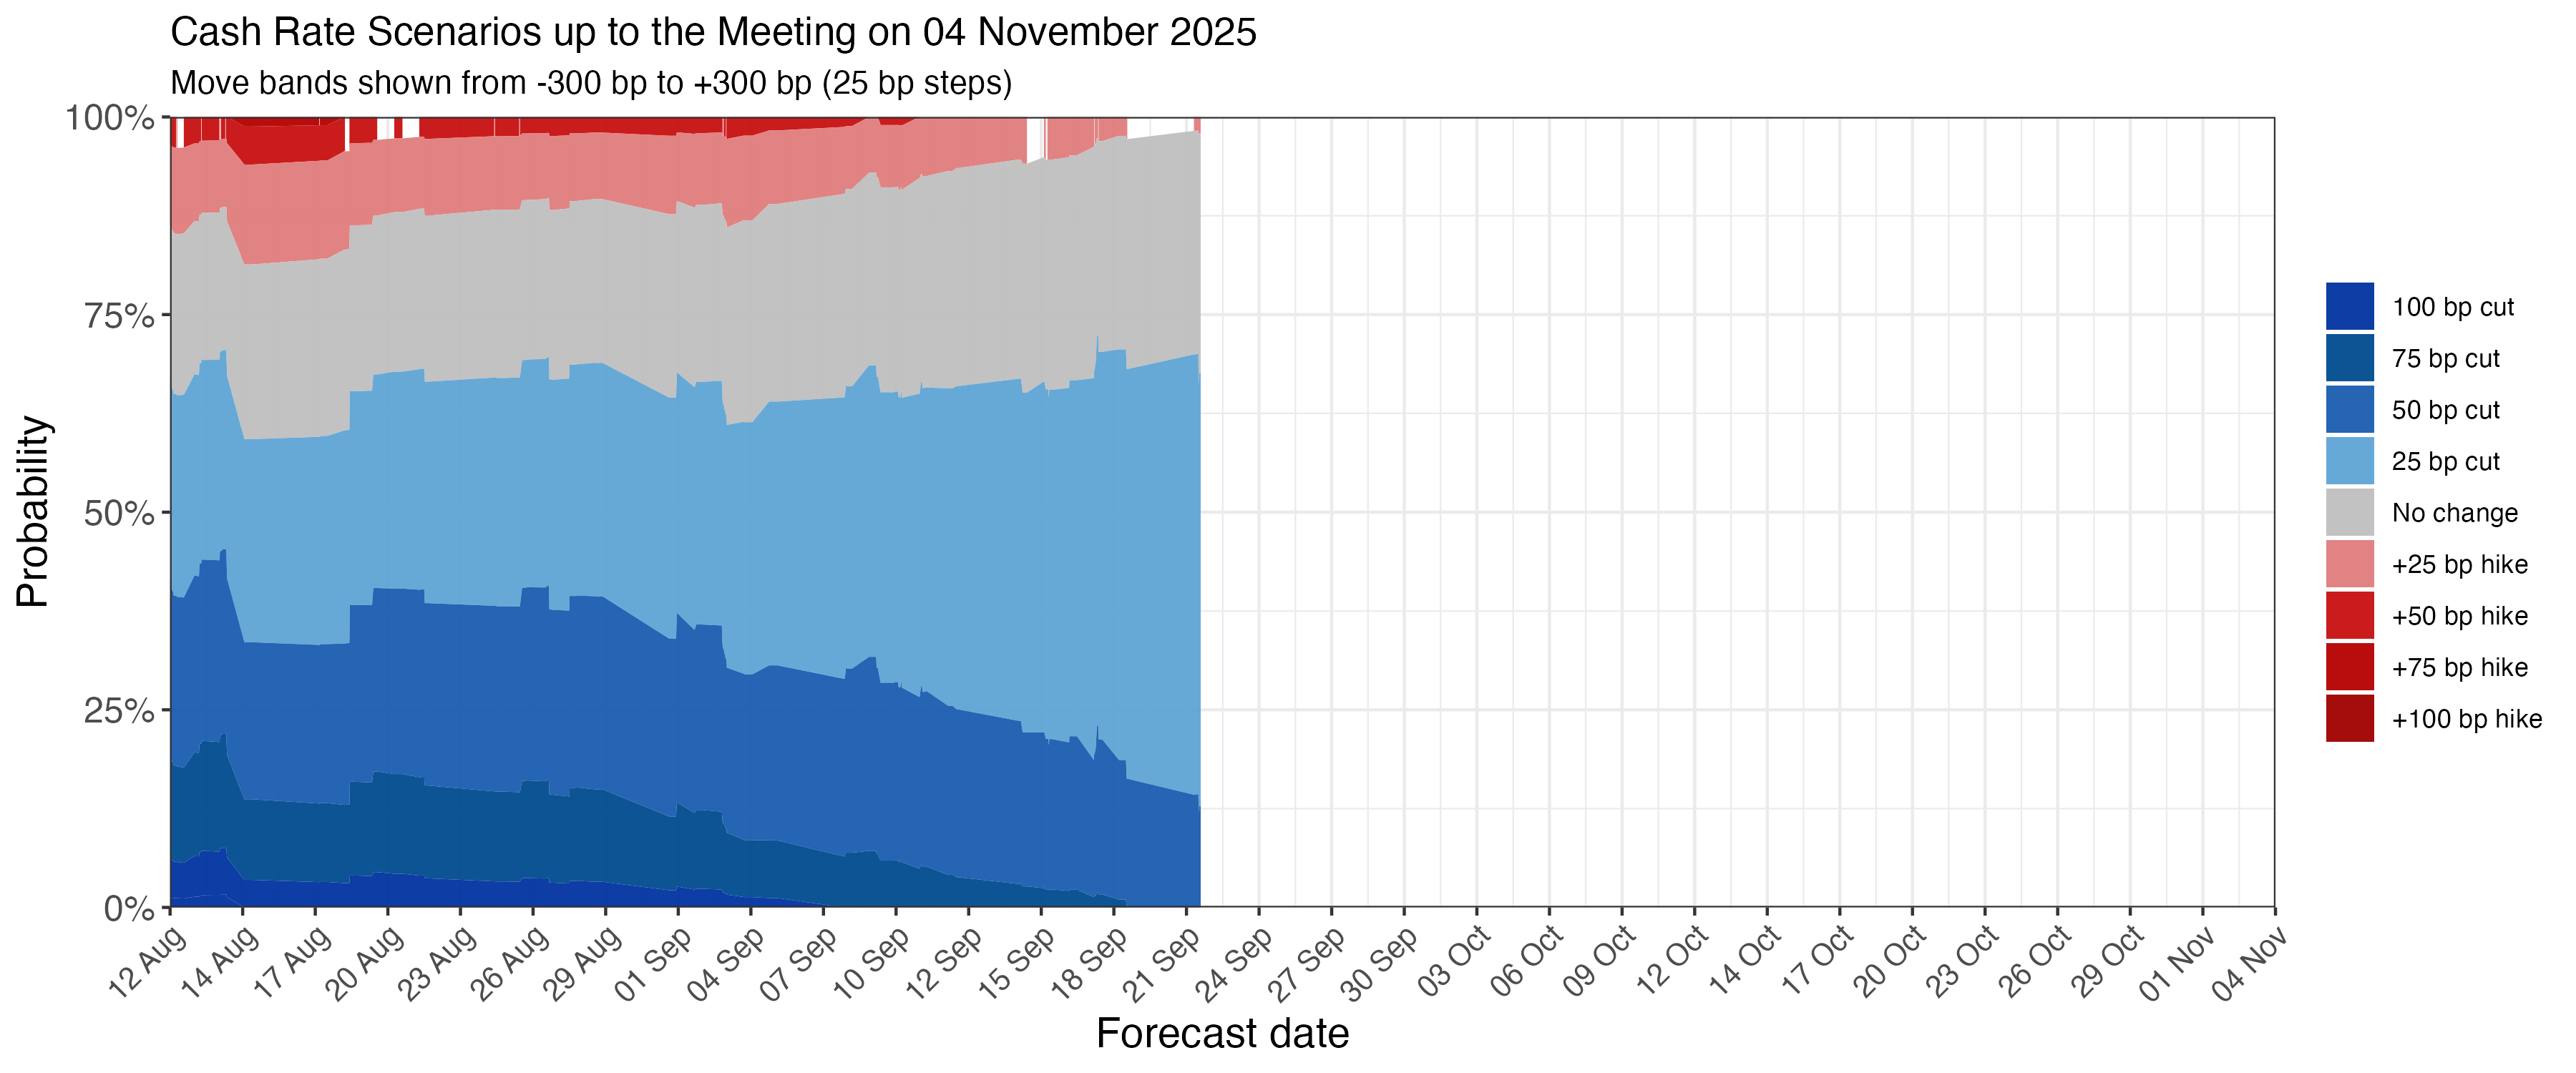 Cash Rate Scenarios up to the Meeting on 04 November 2025
Move bands shown from -300 bp to +300 bp (25 bp steps)
Probability
100%
75%
50%
25%
0%
12 Aug
14 Aug
17 Aug
20 Aug
23 Aug
26 Aug
29 Aug
01 Sep
04 Sep
07 Sep
10 Sep
12 Sep
15 Sep
18 Sep
21 Sep
24 Sep
27 Sep
30 Sep
03 Oct
06 Oct
09 Oct
12 Oct
14 Oct
17 Oct
20 Oct
23 Oct
26 Oct
29 Oct
01 Nov
04 Nov
Forecast date
100 bp cut
75 bp cut
50 bp cut
25 bp cut
No change
+25 bp hike
+50 bp hike
+75 bp hike
+100 bp hike